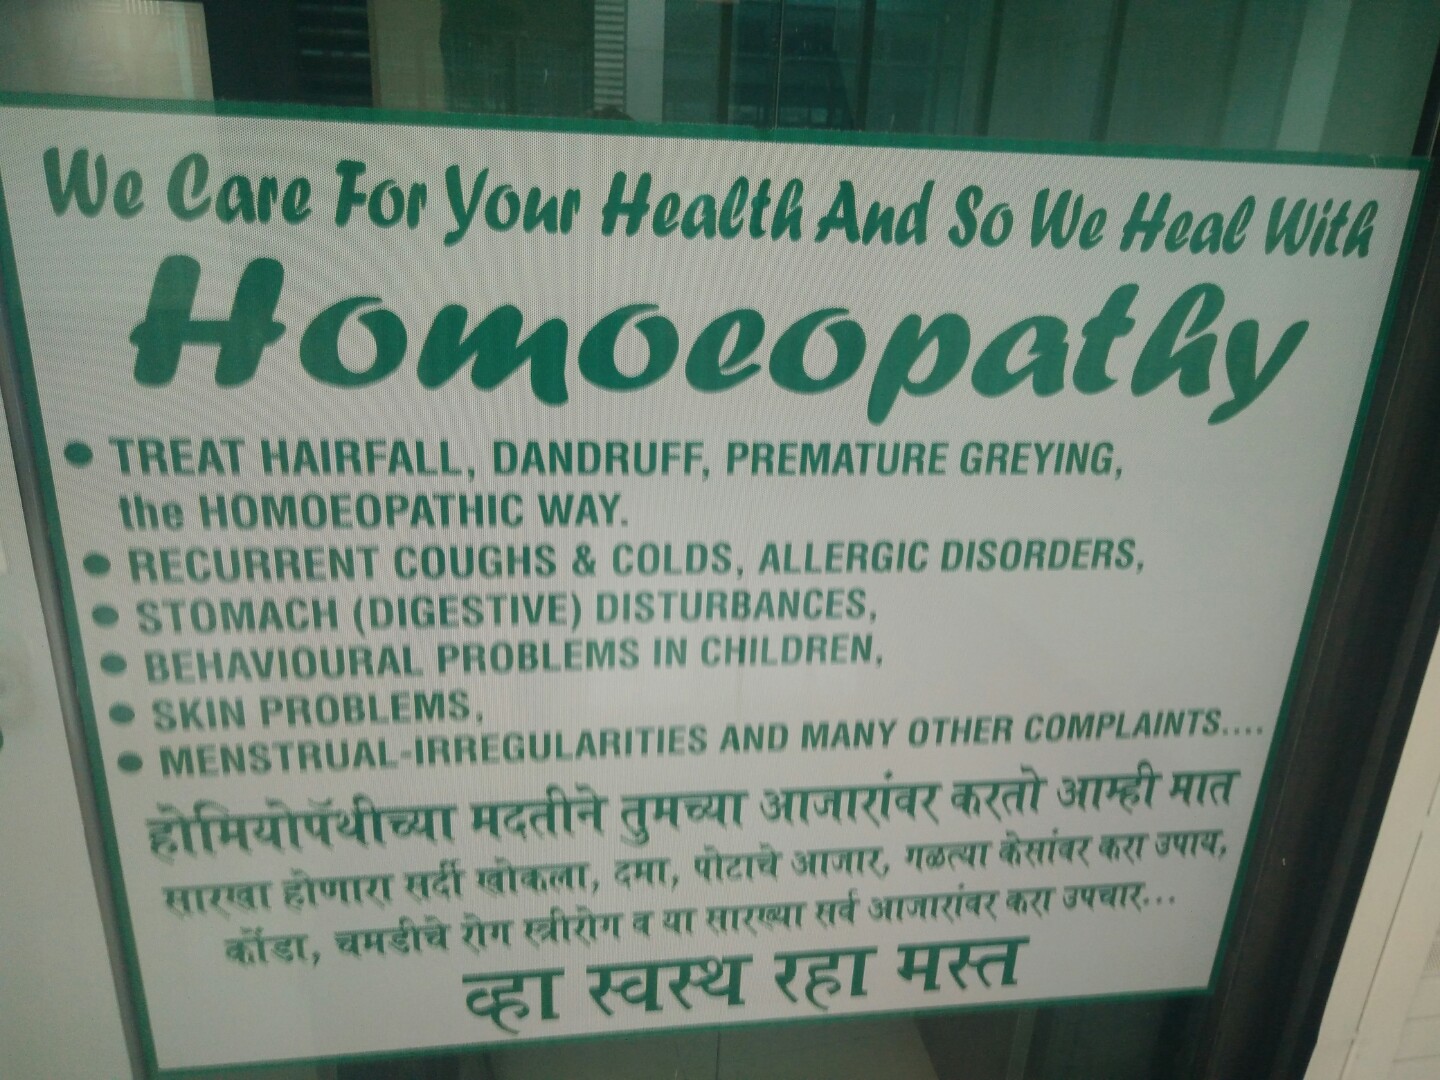 We Care For Your Health And So We Heal With
Homoeopathy
• TREAT HAIRFALL, DANDRUFF, PREMATURE GREYING,
the HOMOEOPATHIC WAY.
• RECURRENT COUGHS & COLDS, ALLERGIC DISORDERS,
• STOMACH (DIGESTIVE) DISTURBANCES,
• BEHAVIOURAL PROBLEMS IN CHILDREN,
• SKIN PROBLEMS,
• MENSTRUAL-IRREGULARITIES AND MANY OTHER COMPLAINTS....
होमियोपॅथीच्या मदतीने तुमच्या आजारांवर करतो आम्ही मात
सारखा होणारा सर्दी खोकला, दमा, पोटाचे आजार, गळत्या केसांवर करा उपाय,
कोंडा, चमडीचे रोग स्त्रीरोग व या सारख्या सर्व आजारांवर करा उपचार...
व्हा स्वस्थ रहा मस्त